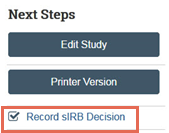 Next Steps
Edit Study
Printer Version
Record sIRB Decision